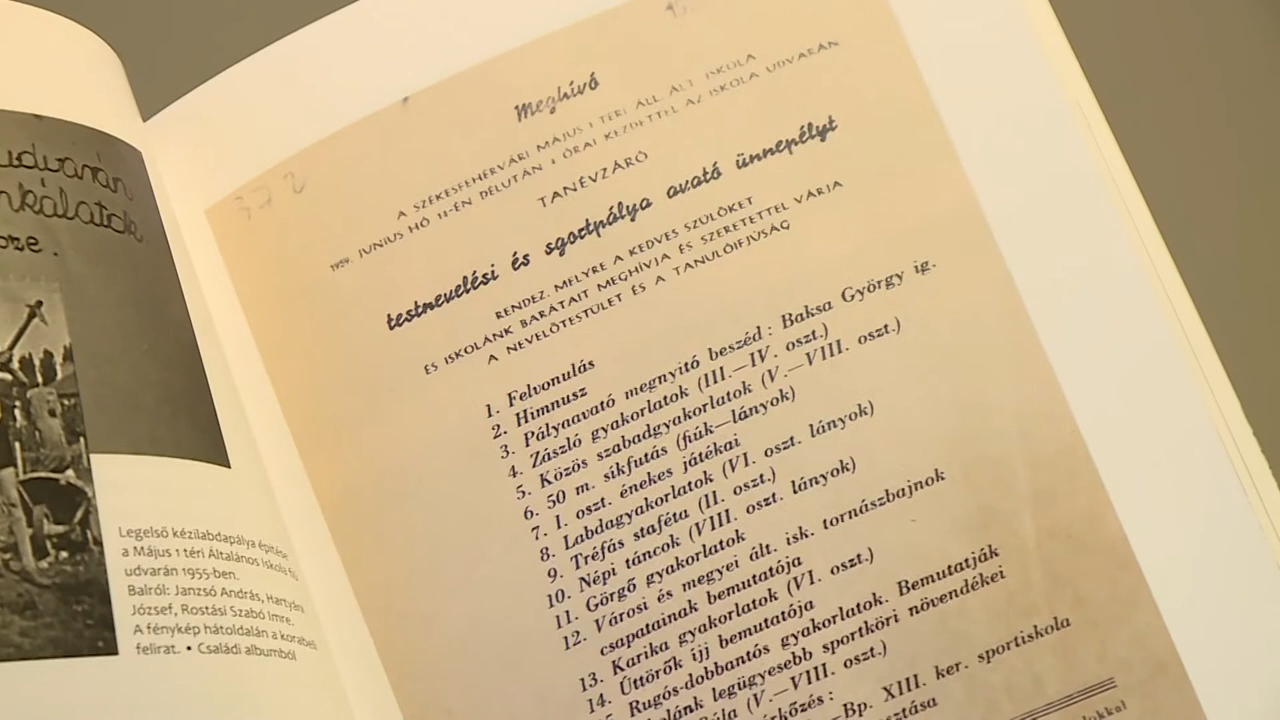 udvarán
nkálatok
sze.
Legelső kézilabdapálya építése
a Május 1 téri Általános Iskola
udvarán 1955-ben.
Balról: Janzsó András,
József, Rostási Szabó Imre.
A fénykép hátoldalán a korabeli
felirat. • Családi albumból
15.
372
Meghívó
A SZÉKESFEHÉRVÁRI MÁJUS 1 TÉRI ÁLL. ÁLT. ISKOLA
1959. JUNIUS HÓ 11-ÉN DÉLUTÁN 4 ÓRAI KEZDETTEL AZ ISKOLA UDVARÁN
TANÉVZÁRÓ
testnevelési és sportpálya avató ünnepélyt
RENDEZ, MELYRE A KEDVES SZÜLŐKET
ÉS ISKOLÁNK BARÁTAIT MEGHÍVJA ÉS SZERETETTEL VÁRJA
A NEVELŐTESTÜLET ÉS A TANULÓIFJÚSÁG
1. Felvonulás
2. Himnusz
3. Pályaavató megnyitó beszéd: Baksa György ig.
4. Zászló gyakorlatok (III.—IV. oszt.)
5. Közös szabadgyakorlatok (V.—VIII. oszt.)
6. 50 m. síkfutás (fiúk—lányok)
7. I. oszt. énekes játékai
8. Labdagyakorlatok (VI. oszt. lányok)
9. Tréfás staféta (II. oszt.)
10. Népi táncok (VIII. oszt. lányok)
11. Görgő gyakorlatok
12. Városi és megyei ált. isk. tornászbajnok
csapatainak bemutatója
13. Karika gyakorlatok (VI. oszt.)
14. Úttörők íjj bemutatója
15. Rugós-dobbantós gyakorlatok. Bemutatják
iskolánk legügyesebb sportköri növendékei
(V.—VIII. oszt.)
—Bp. XIII. ker. sportiskola